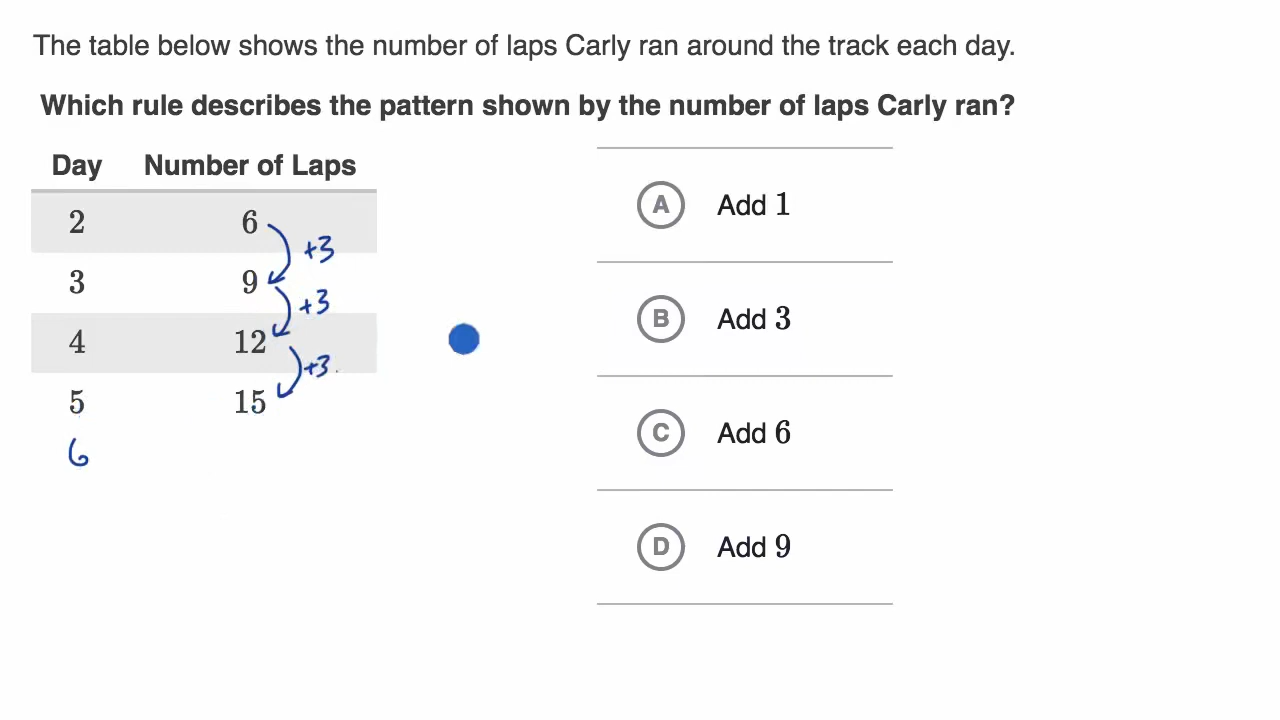 The table below shows the number of laps Carly ran around the track each day.
Which rule describes the pattern shown by the number of laps Carly ran?
Day Number of Laps
2 6
+3
3 9
+3
4 12
+3
5 15
6
A Add 1
B Add 3
C Add 6
D Add 9